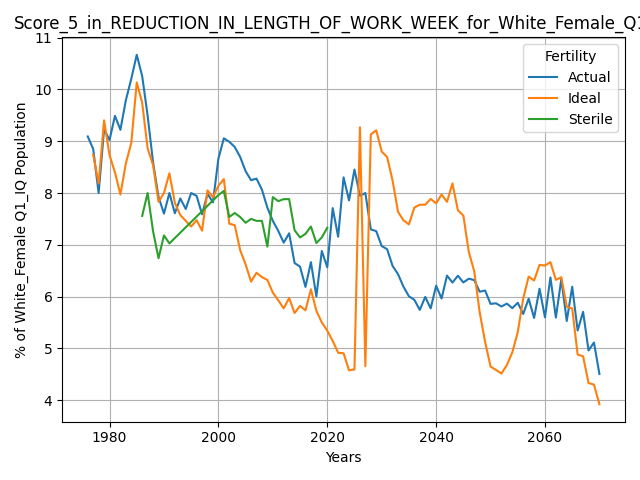 Score_5_in_REDUCTION_IN_LENGTH_OF_WORK_WEEK_for_White_Female_Q1
11
10
9
8
7
6
5
4
% of White_Female Q1_IQ Population
Fertility
Actual
Ideal
Sterile
1980
2000
2020
2040
2060
Years